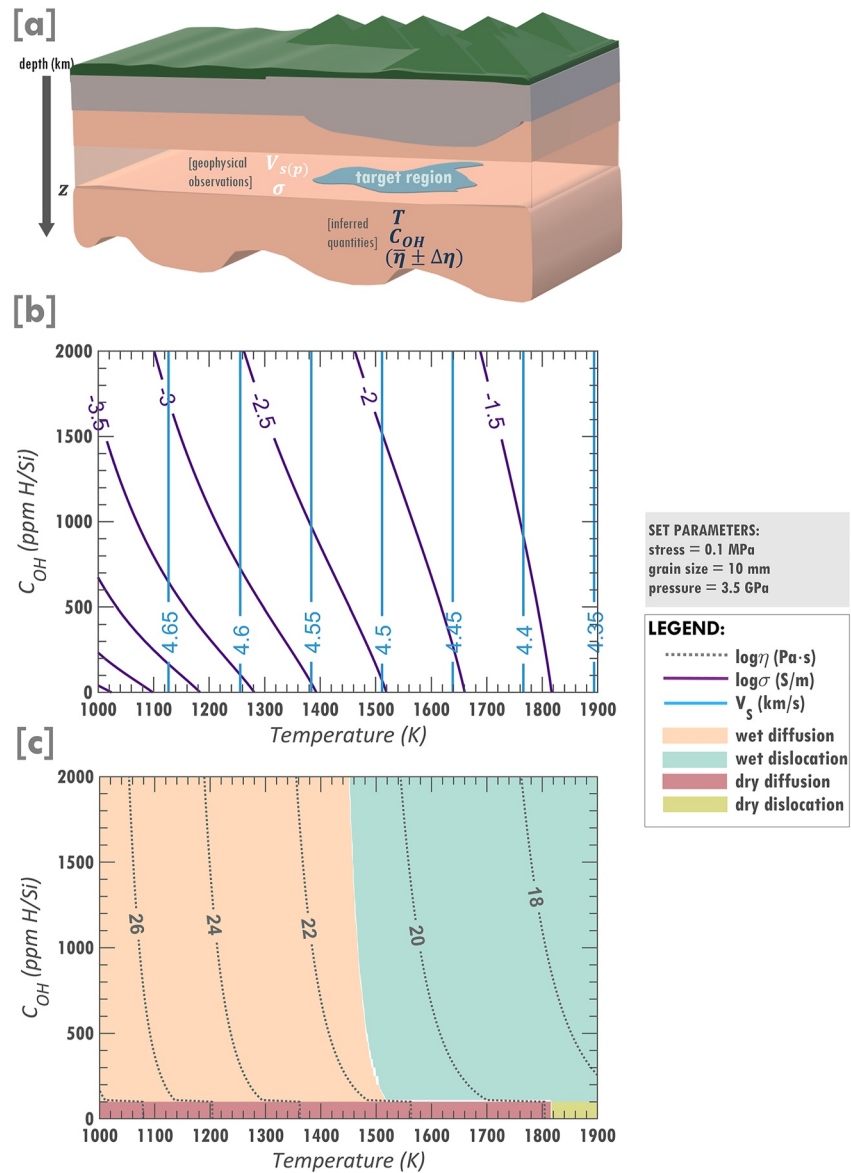 [a]
depth (km)
z
[geophysical
observations]
V_s(p)
σ
target region
[inferred
quantities]
T
C_OH
(η̅ ± Δη)
[b]
2000
1500
1000
500
0
C_OH (ppm H/Si)
-3.5
-3
-2.5
-2
-1.5
4.65
4.6
4.55
4.5
4.45
4.4
4.35
1000 1100 1200 1300 1400 1500 1600 1700 1800 1900
Temperature (K)
SET PARAMETERS:
stress = 0.1 MPa
grain size = 10 mm
pressure = 3.5 GPa
LEGEND:
logη (Pa·s)
logσ (S/m)
V_S (km/s)
wet diffusion
wet dislocation
dry diffusion
dry dislocation
[c]
2000
1500
1000
500
0
C_OH (ppm H/Si)
26
24
22
20
18
1000 1100 1200 1300 1400 1500 1600 1700 1800 1900
Temperature (K)